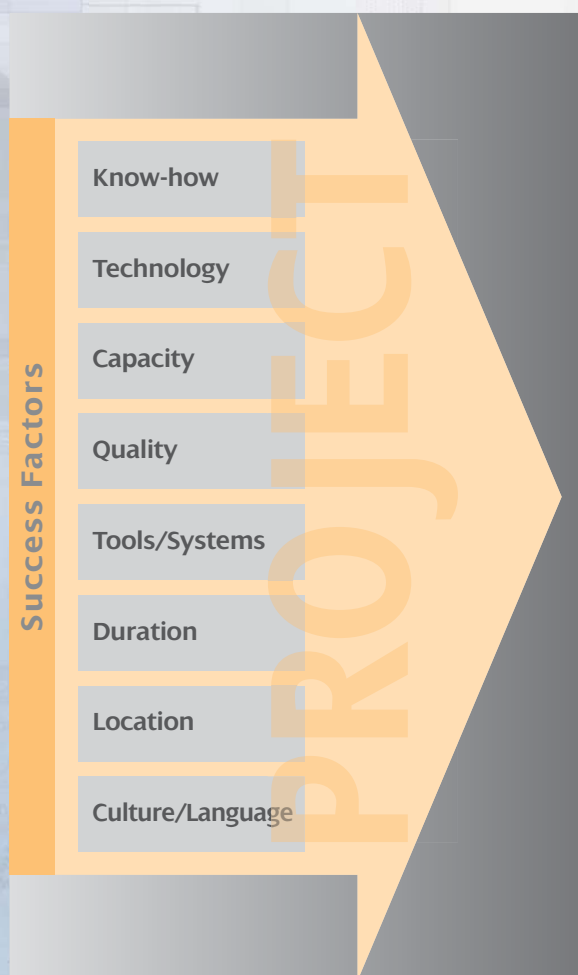 Success Factors
Know-how
Technology
Capacity
Quality
Tools/Systems
Duration
Location
Culture/Language
PROJECT